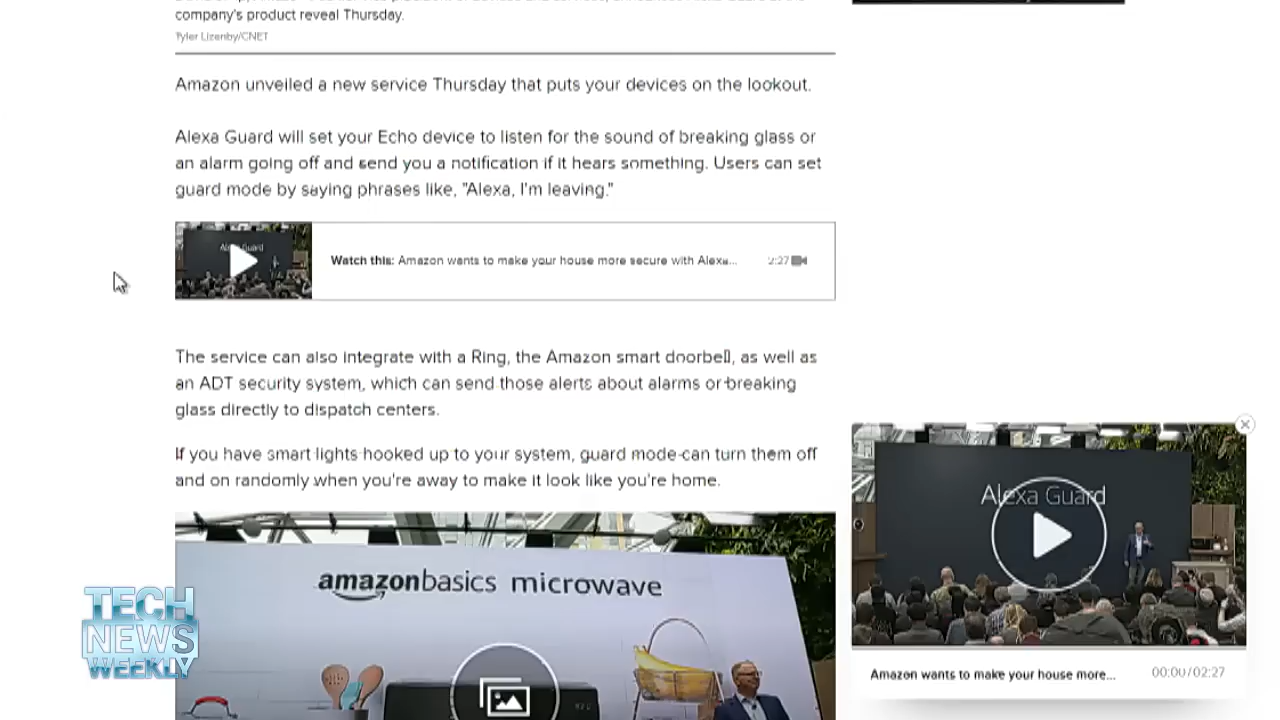 company's product reveal Thursday.
Tyler Lizenby/CNET
Amazon unveiled a new service Thursday that puts your devices on the lookout.
Alexa Guard will set your Echo device to listen for the sound of breaking glass or
an alarm going off and send you a notification if it hears something. Users can set
guard mode by saying phrases like, "Alexa, I'm leaving."
Alexa Guard
Watch this: Amazon wants to make your house more secure with Alexa... 2:27
The service can also integrate with a Ring, the Amazon smart doorbell, as well as
an ADT security system, which can send those alerts about alarms or breaking
glass directly to dispatch centers.
If you have smart lights hooked up to your system, guard mode can turn them off
and on randomly when you're away to make it look like you're home.
amazonbasics microwave
Alexa Guard
Amazon wants to make your house more... 00:00/02:27
TECH
NEWS
WEEKLY